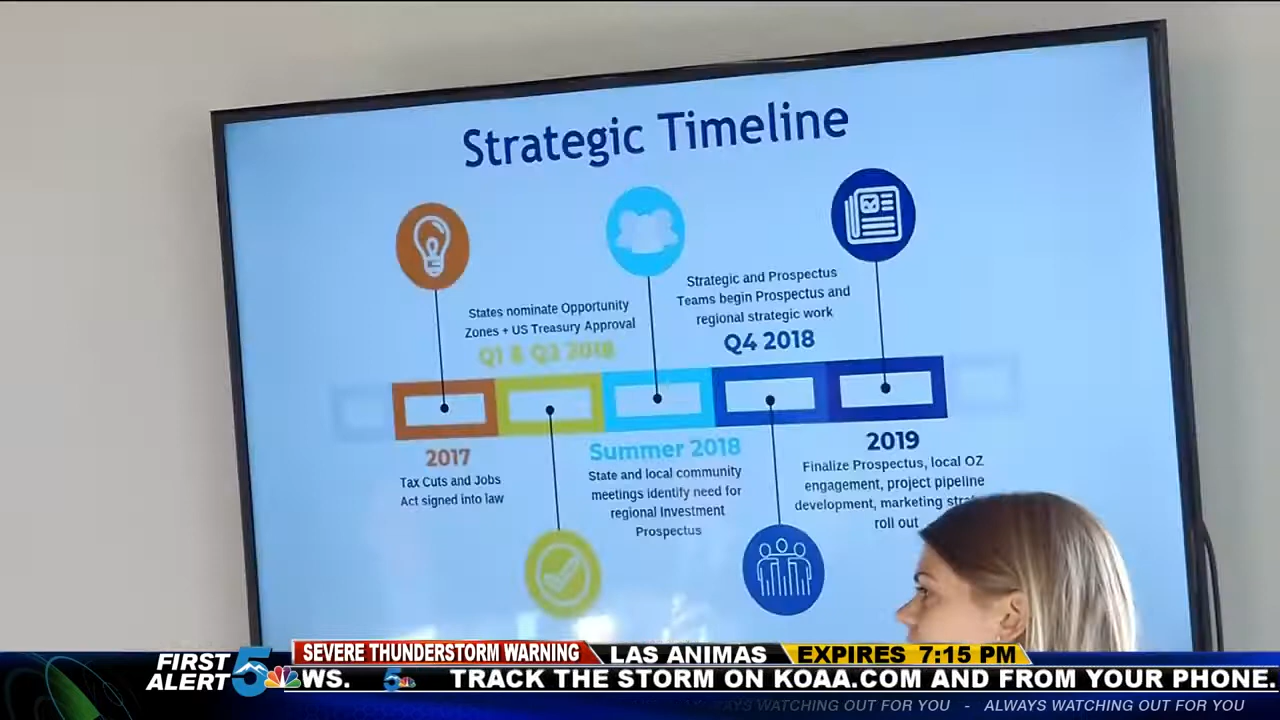 Strategic Timeline
States nominate Opportunity
Zones + US Treasury Approval
Q1 & Q2 2018
Strategic and Prospectus
Teams begin Prospectus and
regional strategic work
Q4 2018
2017
Tax Cuts and Jobs
Act signed into law
Summer 2018
State and local community
meetings identify need for
regional Investment
Prospectus
2019
Finalize Prospectus, local OZ
engagement, project pipeline
development, marketing
roll out
FIRST
ALERT 5
SEVERE THUNDERSTORM WARNING LAS ANIMAS EXPIRES 7:15 PM
WS. 5 TRACK THE STORM ON KOAA.COM AND FROM YOUR PHONE.
WATCHING OUT FOR YOU - ALWAYS WATCHING OUT FOR YOU